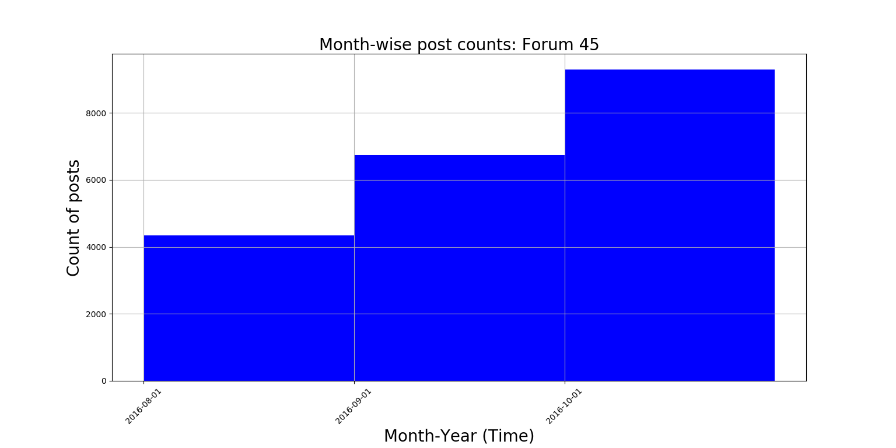 Month-wise post counts: Forum 45
Count of posts
8000
6000
4000
2000
0
2016-08-01
2016-09-01
2016-10-01
Month-Year (Time)